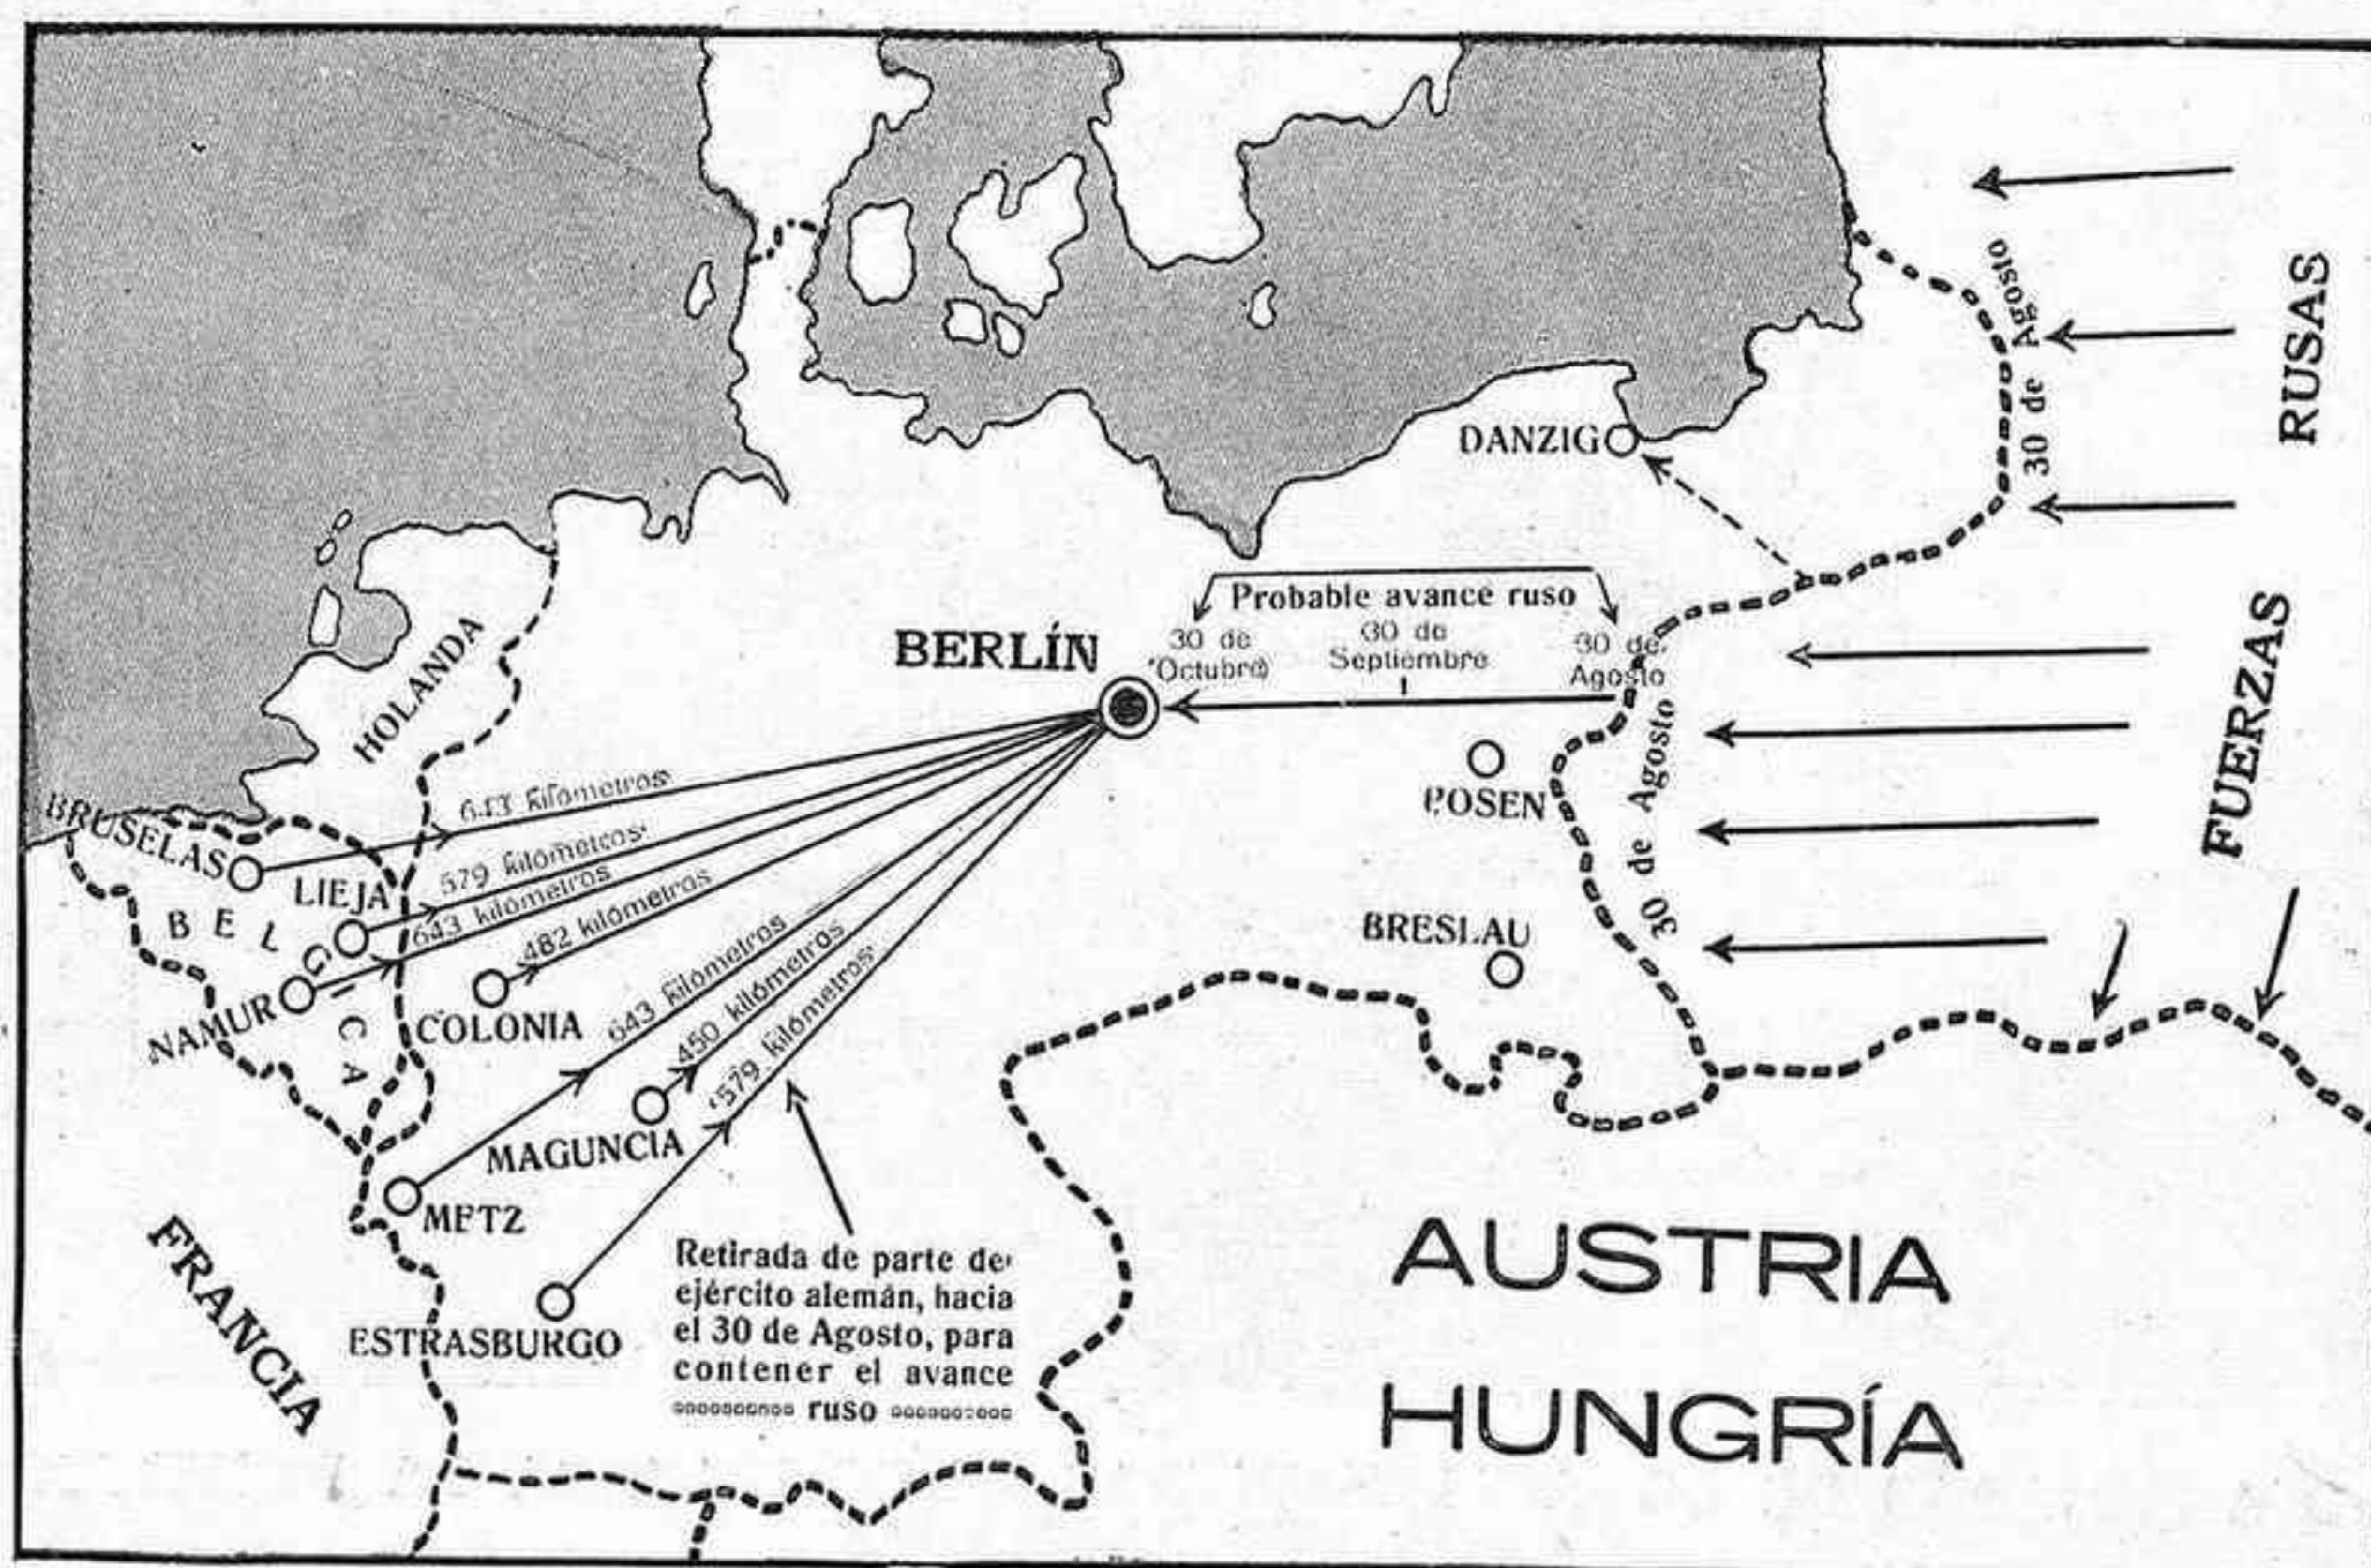 RUSAS
30 de Agosto
DANZIG
Probable avance ruso
30 de
Octubre
30 de
Septiembre
30 de
Agosto
BERLÍN
HOLANDA
FUERZAS
30 de Agosto
POSEN
BRESLAU
BRUSELAS
643 kilómetros
LIEJA
579 kilómetros
BELGICA
643 kilómetros
NAMUR
482 kilómetros
COLONIA
643 kilómetros
450 kilómetros
579 kilómetros
MAGUNCIA
METZ
ESTRASBURGO
FRANCIA
Retirada de parte del
ejército alemán, hacia
el 30 de Agosto, para
contener el avance
ruso
AUSTRIA
HUNGRÍA